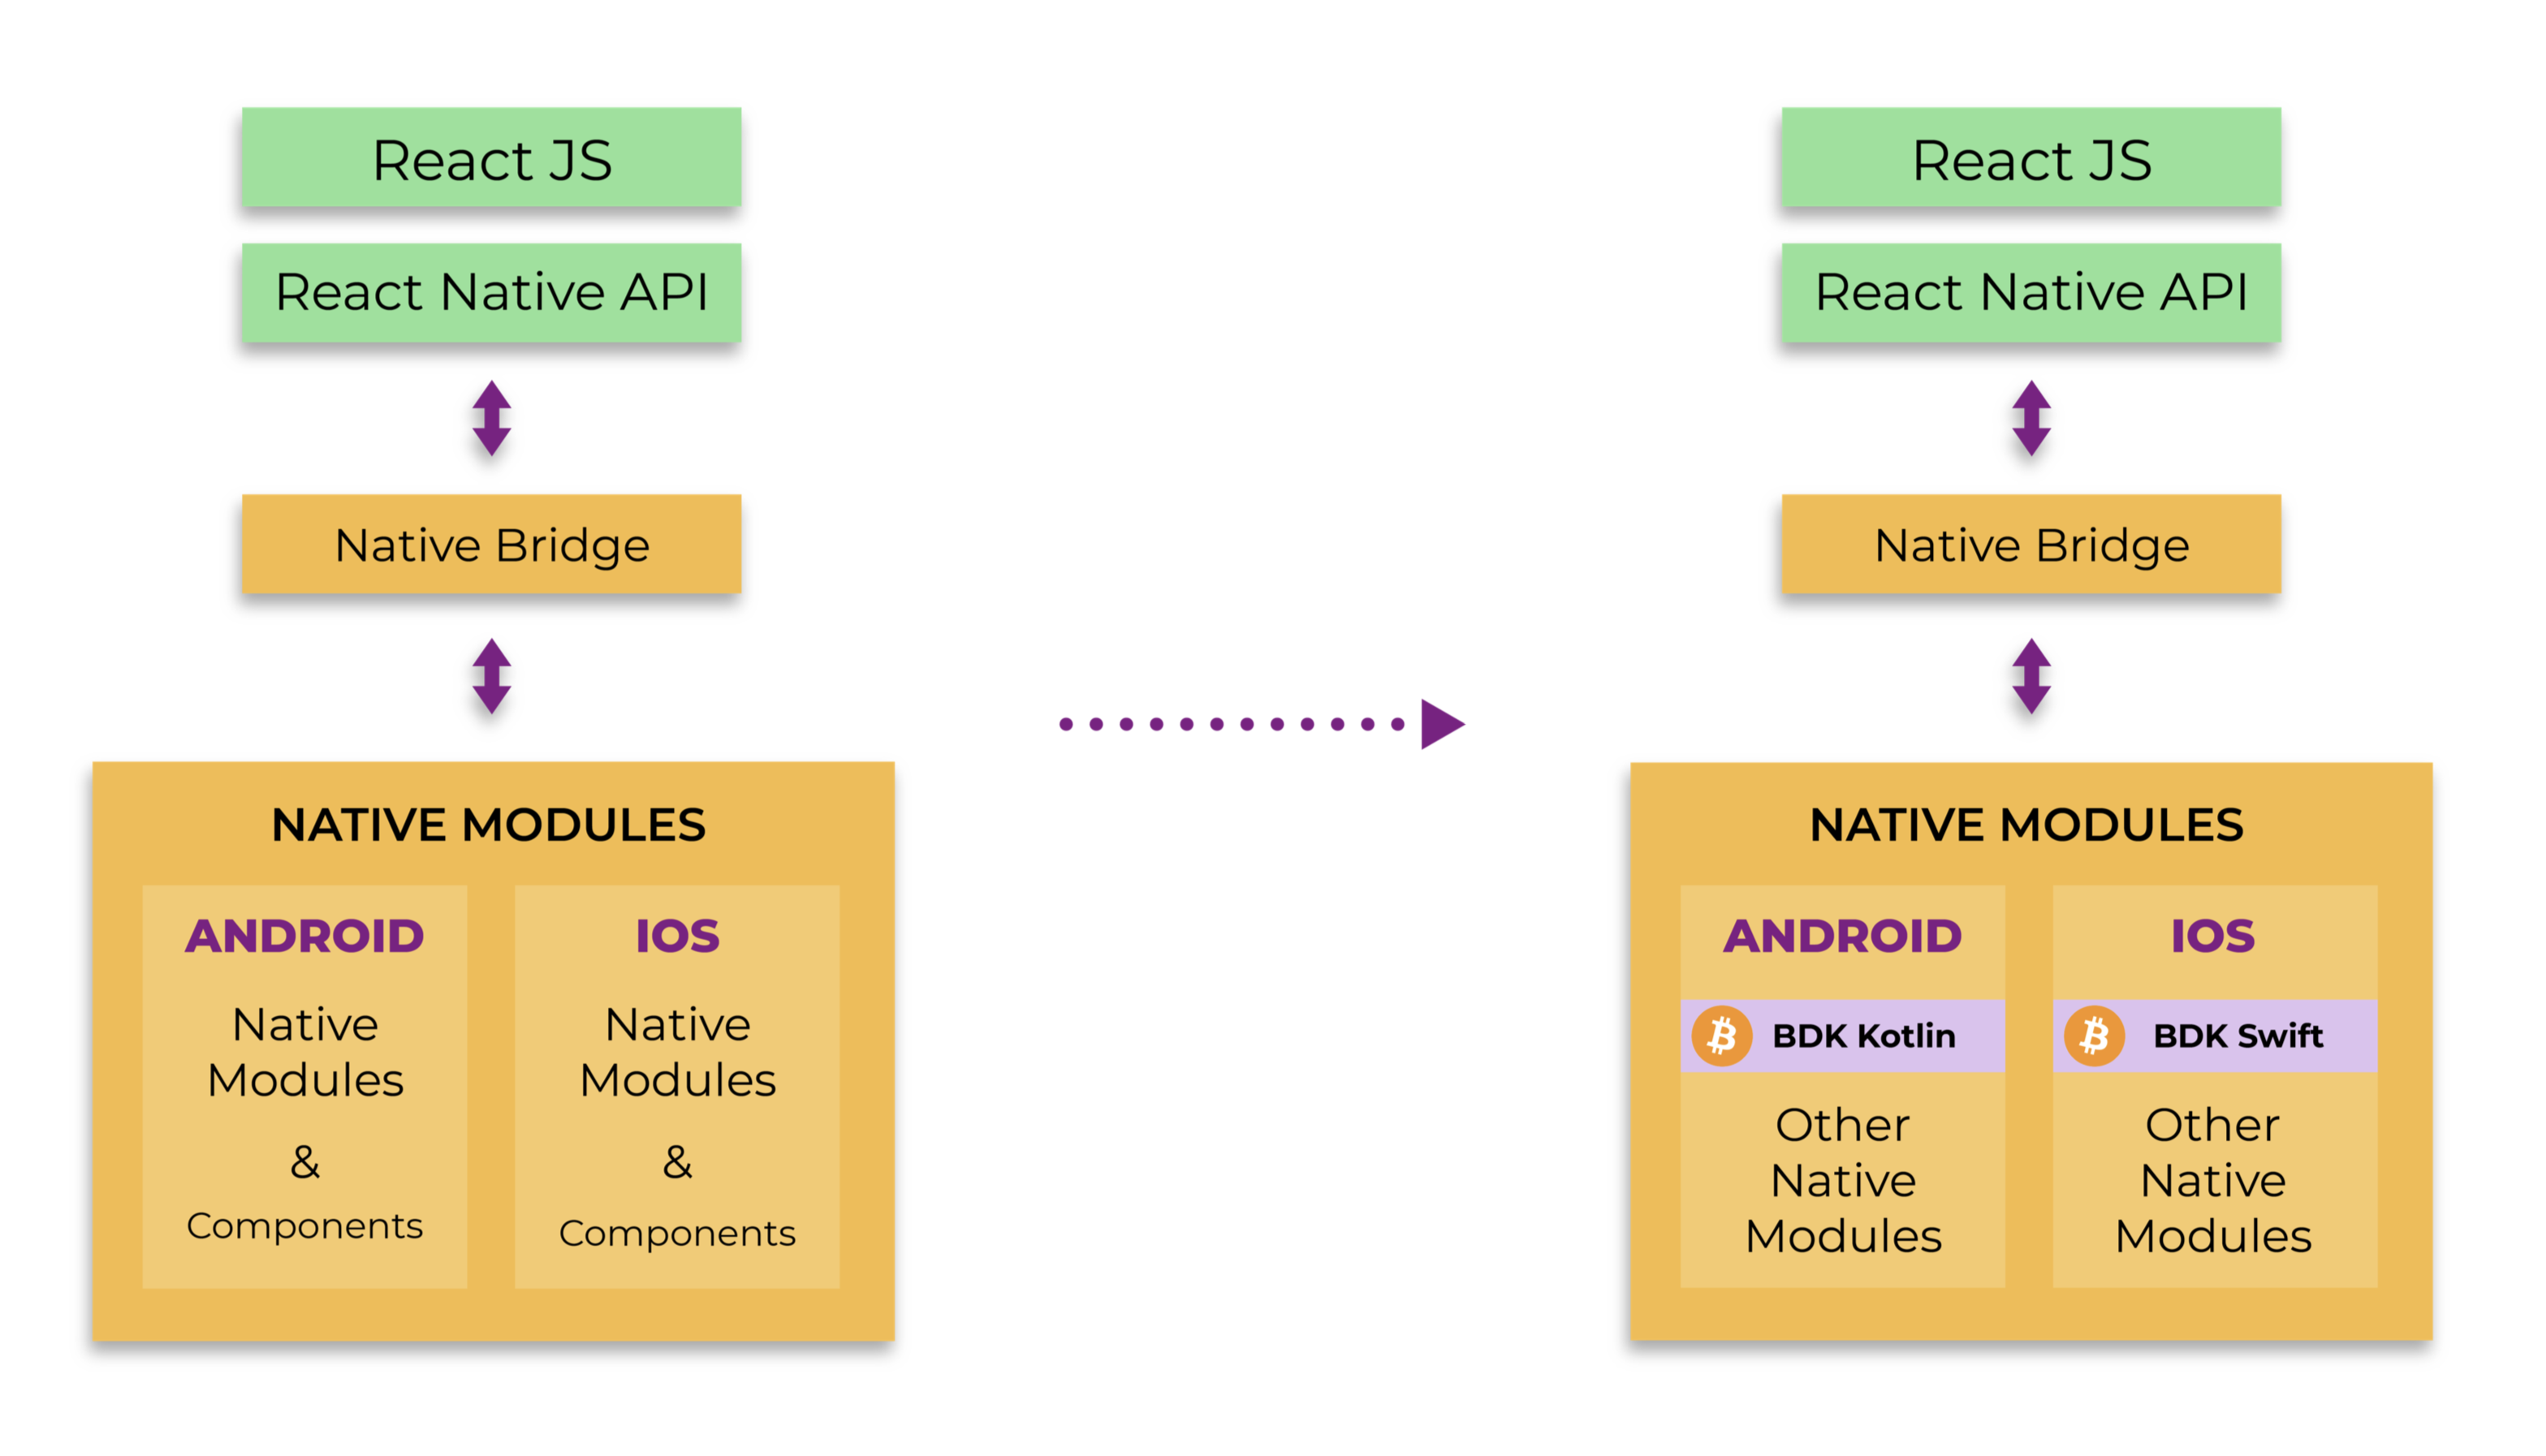 React JS
React Native API
Native Bridge
NATIVE MODULES
ANDROID
Native
Modules
&
Components
IOS
Native
Modules
&
Components
React JS
React Native API
Native Bridge
NATIVE MODULES
ANDROID
BDK Kotlin
Other
Native
Modules
IOS
BDK Swift
Other
Native
Modules